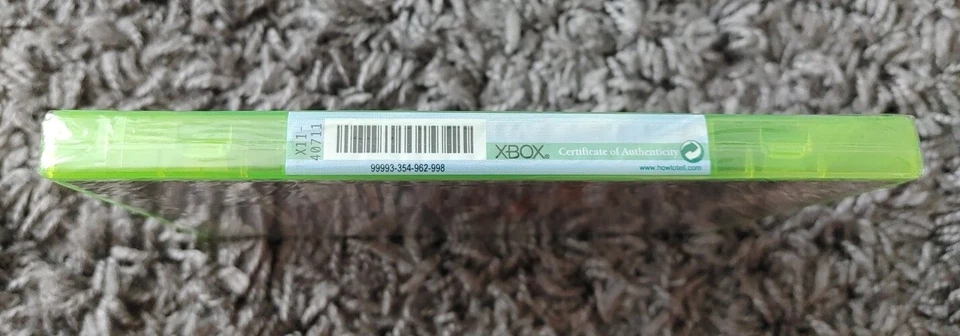 X11-
40711
99993-354-962-998
XBOX® Certificate of Authenticity
www.howtotell.com